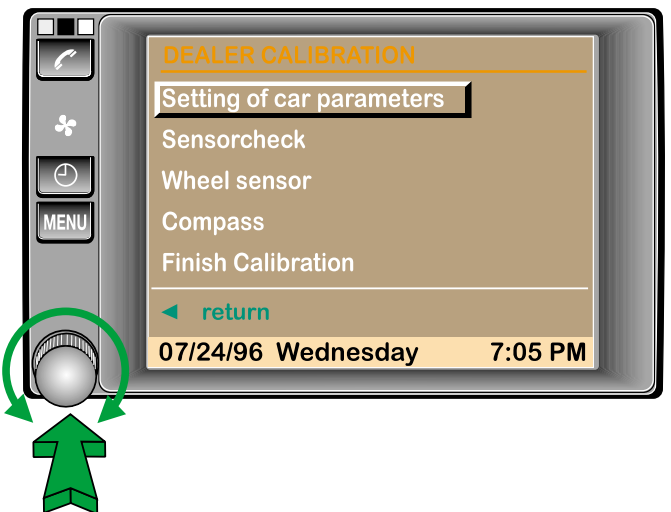 DEALER CALIBRATION
Setting of car parameters
Sensorcheck
Wheel sensor
MENU
Compass
Finish Calibration
◄ return
07/24/96 Wednesday 7:05 PM